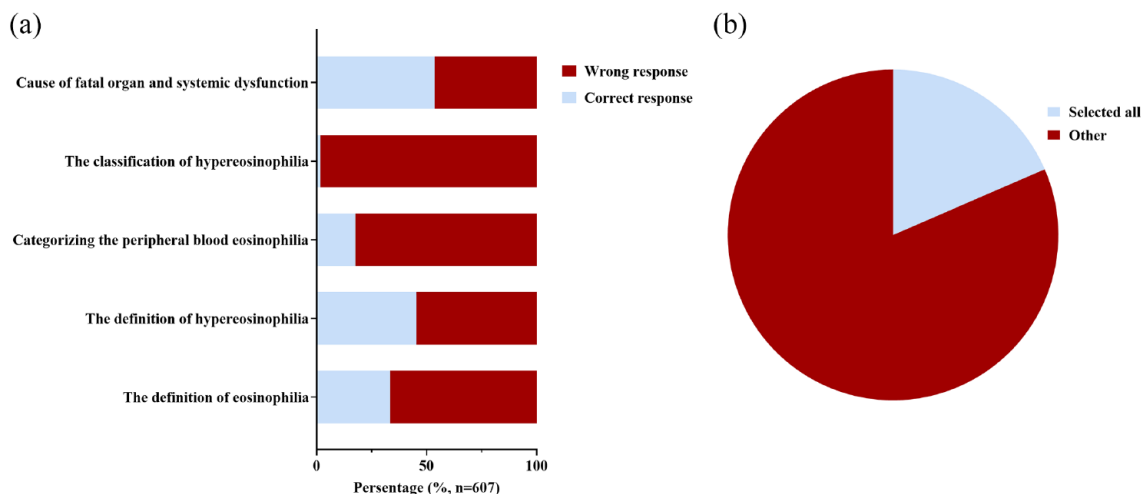 (a)
Cause of fatal organ and systemic dysfunction
The classification of hypereosinophilia
Categorizing the peripheral blood eosinophilia
The definition of hypereosinophilia
The definition of eosinophilia
0
50
100
Persentage (%, n=607)
Wrong response
Correct response
(b)
Selected all
Other